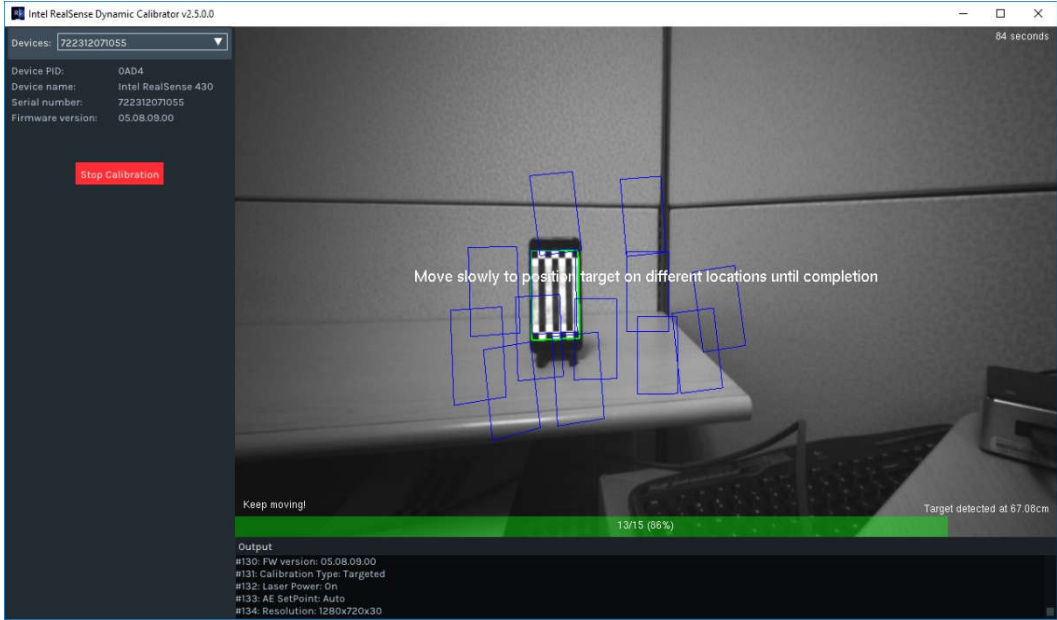 Intel RealSense Dynamic Calibrator v2.5.0.0
Devices: 722312071055
84 seconds
Device PID: 0AD4
Device name: Intel RealSense 430
Serial number: 722312071055
Firmware version: 05.08.09.00
Stop Calibration
Move slowly to position target on different locations until completion
Keep moving!
Target detected at 67.08cm
13/15 (86%)
Output
#130: FW version: 05.08.09.00
#131: Calibration Type: Targeted
#132: Laser Power: On
#133: AE SetPoint: Auto
#134: Resolution: 1280x720x30